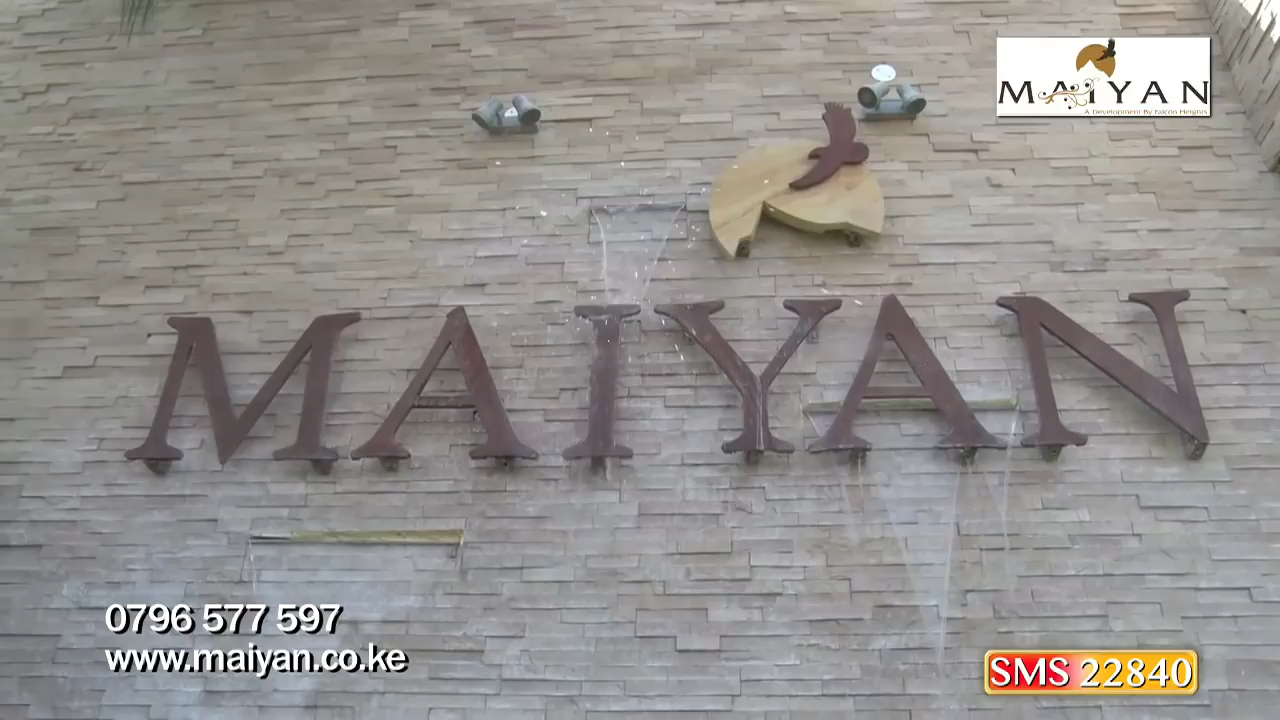 MAIYAN
A Development By Falcon Heights
MAIYAN
0796 577 597
www.maiyan.co.ke
SMS 22840